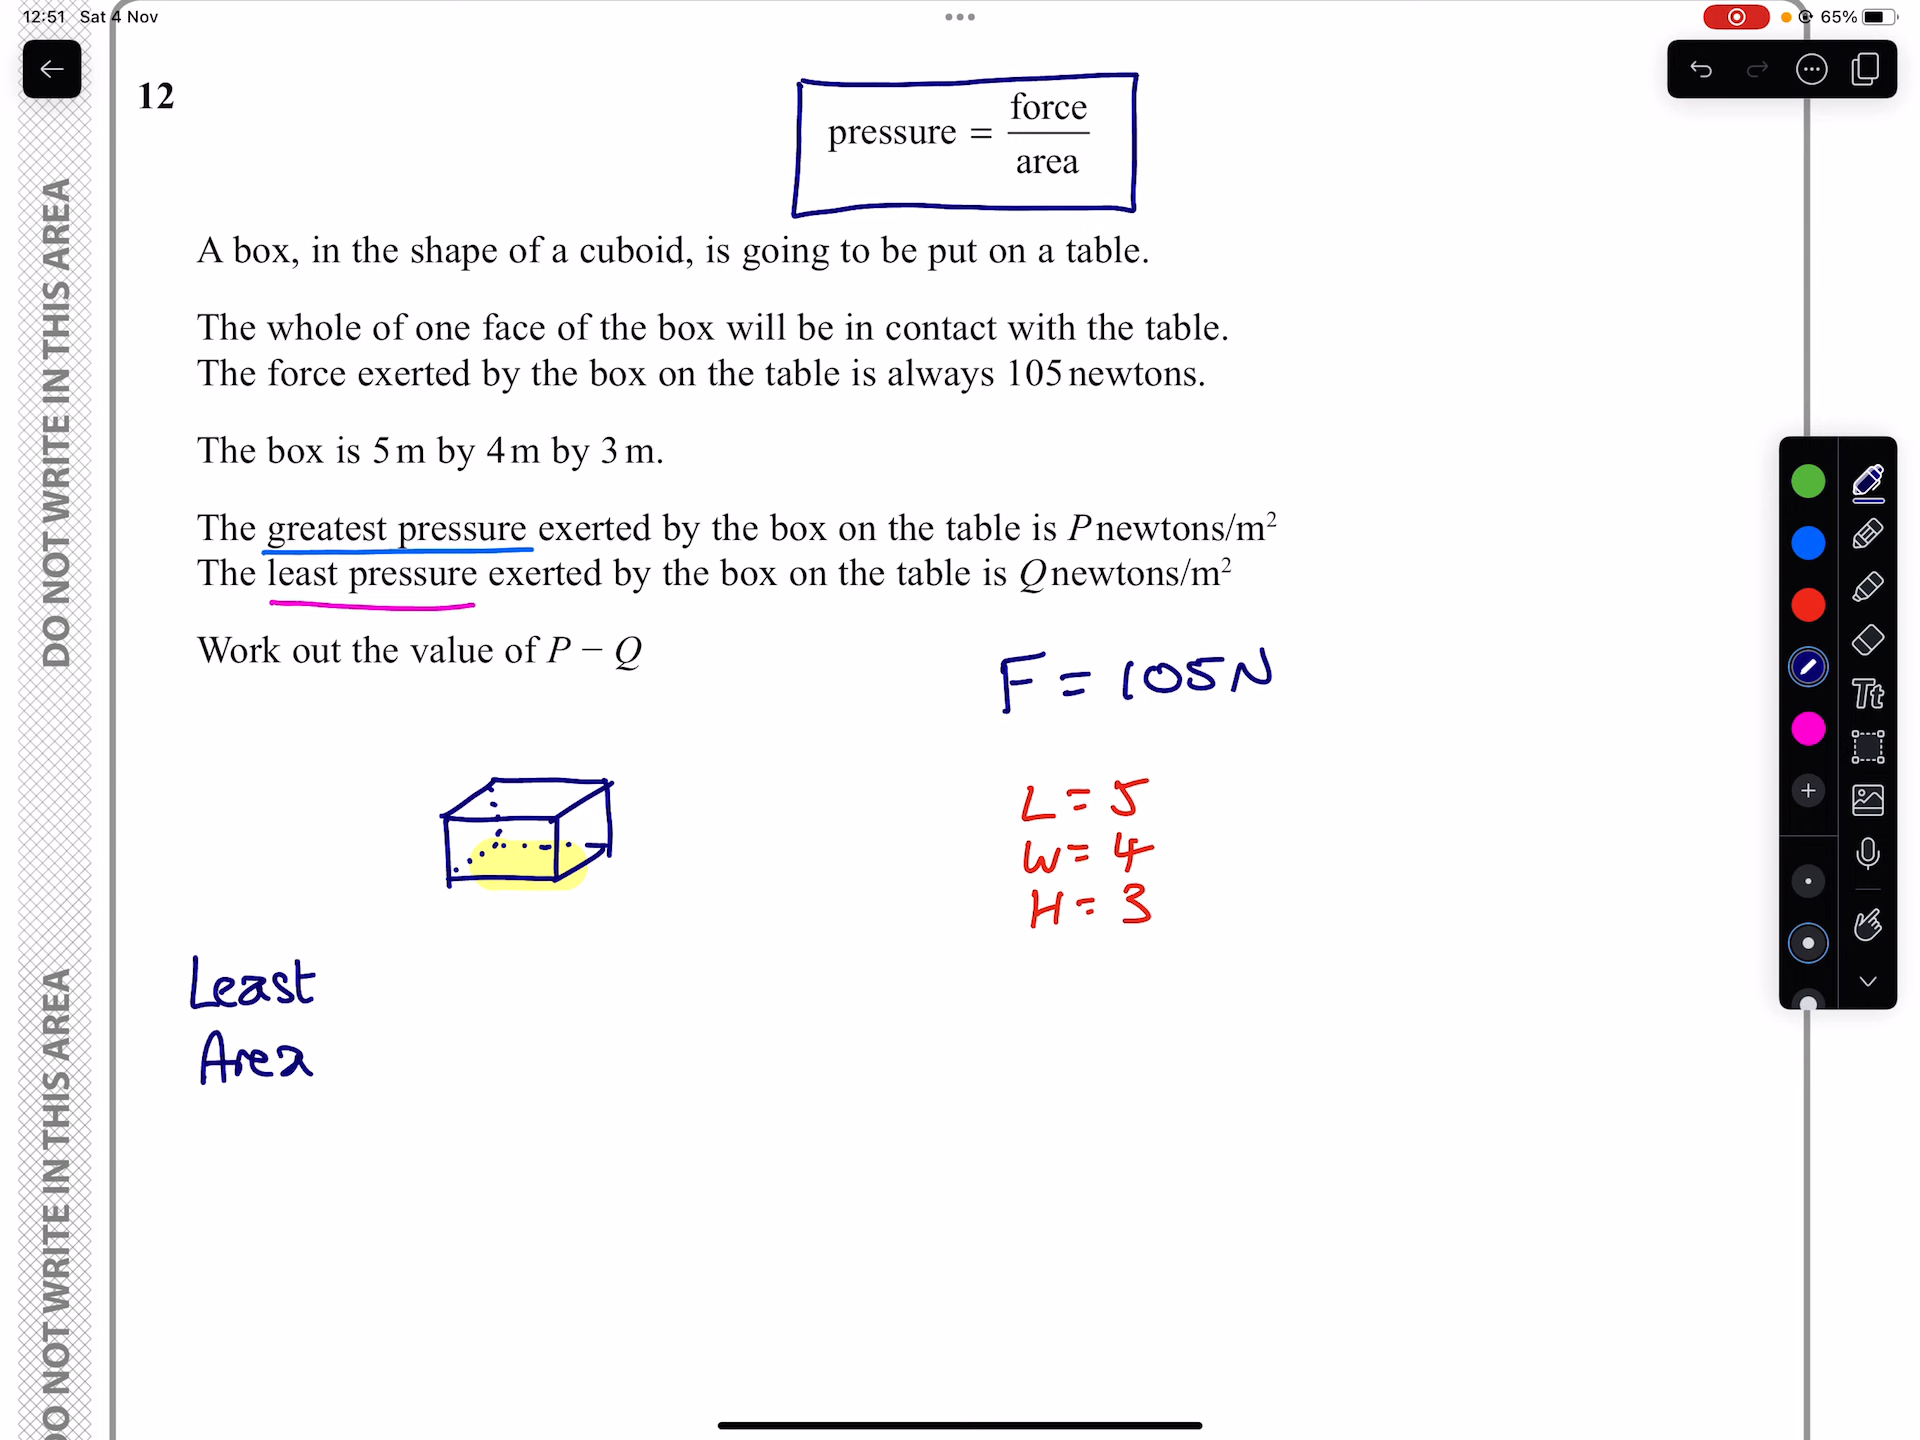 12:51 Sat 4 Nov
65%
12
pressure = force / area
A box, in the shape of a cuboid, is going to be put on a table.
The whole of one face of the box will be in contact with the table.
The force exerted by the box on the table is always 105 newtons.
The box is 5 m by 4 m by 3 m.
The greatest pressure exerted by the box on the table is P newtons/m²
The least pressure exerted by the box on the table is Q newtons/m²
Work out the value of P − Q
F = 105N
L = 5
W = 4
H = 3
Least
Area
DO NOT WRITE IN THIS AREA
DO NOT WRITE IN THIS AREA
Tt